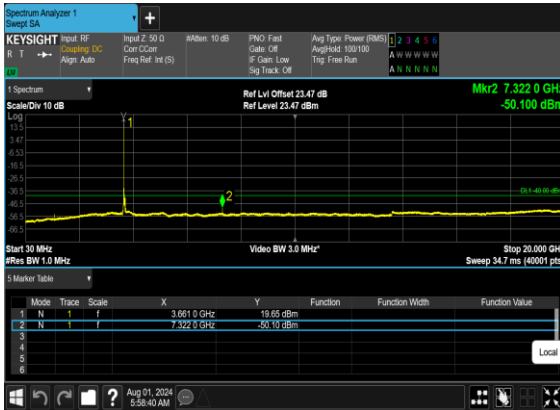 Spectrum Analyzer 1
Swept SA
+
KEYSIGHT Input: RF Input Z: 50 Ω #Atten: 10 dB PNO: Fast Avg Type: Power (RMS) 1 2 3 4 5 6
R T Coupling: DC Corr CCorr Gate: Off Avg|Hold: 100/100 A W W W W W
Align: Auto Freq Ref: Int (S) IF Gain: Low Trig: Free Run
Sig Track: Off A N N N N N
1 Spectrum Ref Lvl Offset 23.47 dB Mkr2 7.322 0 GHz
Scale/Div 10 dB Ref Level 23.47 dBm -50.100 dBm
Log
13.5
3.47
-6.53
-16.5
-26.5
-36.5
-46.5
-56.5
-66.5
1
2
DL1 -40.00 dBm
Start 30 MHz Video BW 3.0 MHz* Stop 20.000 GHz
#Res BW 1.0 MHz Sweep 34.7 ms (40001 pts)
5 Marker Table
Mode Trace Scale X Y Function Function Width Function Value
1 N 1 f 3.661 0 GHz 19.65 dBm
2 N 1 f 7.322 0 GHz -50.10 dBm
3
4
5
6
Local
? Aug 01, 2024
5:58:40 AM